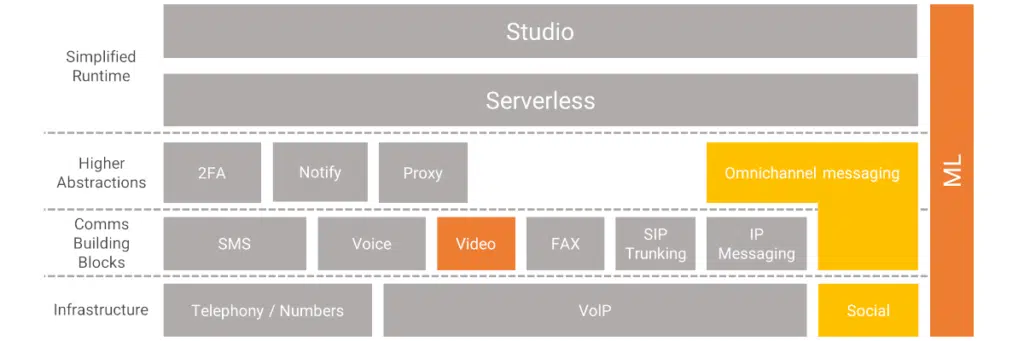 Simplified
Runtime
Studio
Serverless
Higher
Abstractions
2FA
Notify
Proxy
Omnichannel messaging
Comms
Building
Blocks
SMS
Voice
Video
FAX
SIP
Trunking
IP
Messaging
Infrastructure
Telephony / Numbers
VoIP
Social
ML